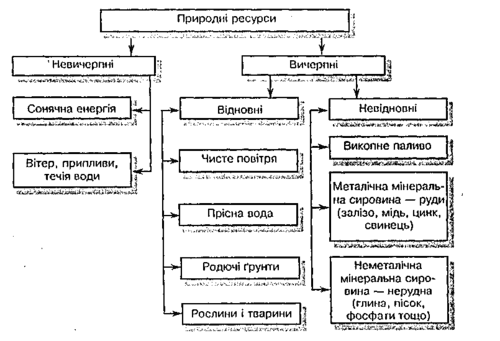 Природні ресурси
Невичерпні
Вичерпні
Сонячна енергія
Вітер, припливи,
течія води
Відновні
Чисте повітря
Прісна вода
Родючі ґрунти
Рослини і тварини
Невідновні
Викопне паливо
Металічна мінераль-
на сировина — руди
(залізо, мідь, цинк,
свинець)
Неметалічна
мінеральна сиро-
вина — нерудна
(глина, пісок,
фосфати тощо)